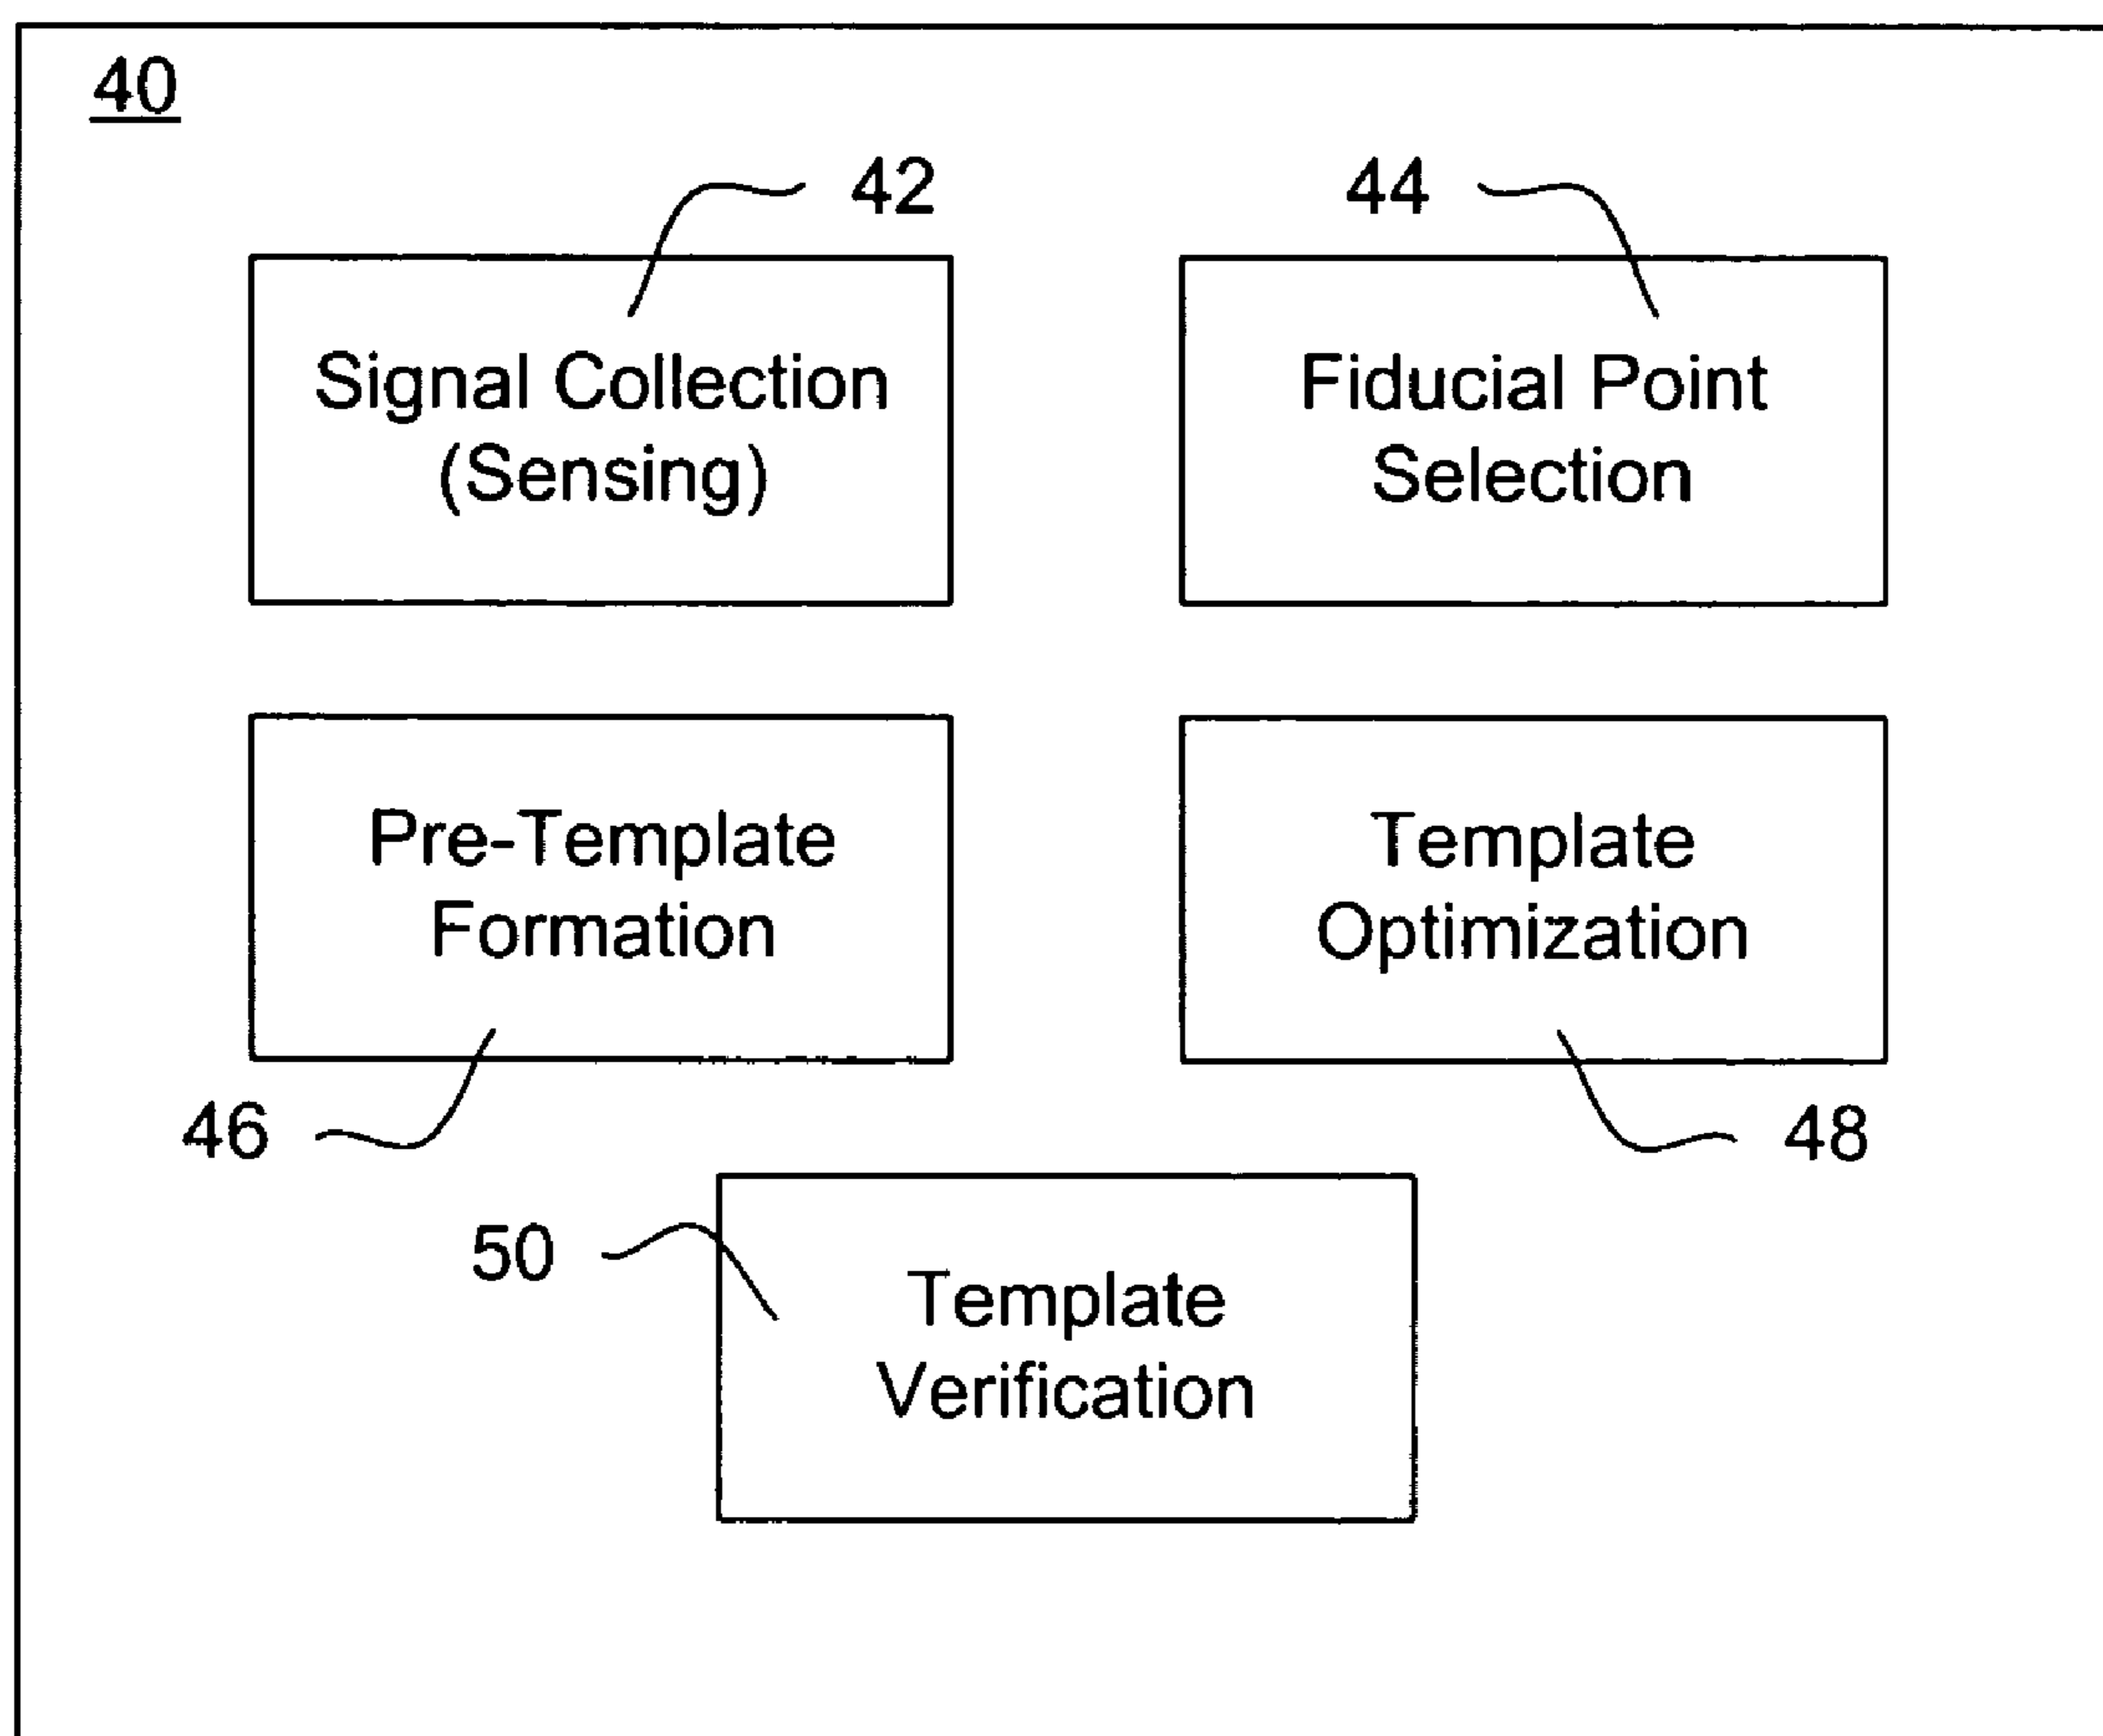 40
42
44
Signal Collection
(Sensing)
Fiducial Point
Selection
Pre-Template
Formation
Template
Optimization
46
48
50
Template
Verification